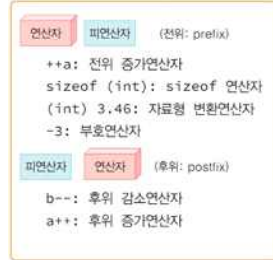 연산자 피연산자 (전위: prefix)
++a: 전위 증가연산자
sizeof (int): sizeof 연산자
(int) 3.46: 자료형 변환연산자
-3: 부호연산자
피연산자 연산자 (후위: postfix)
b--: 후위 감소연산자
a++: 후위 증가연산자